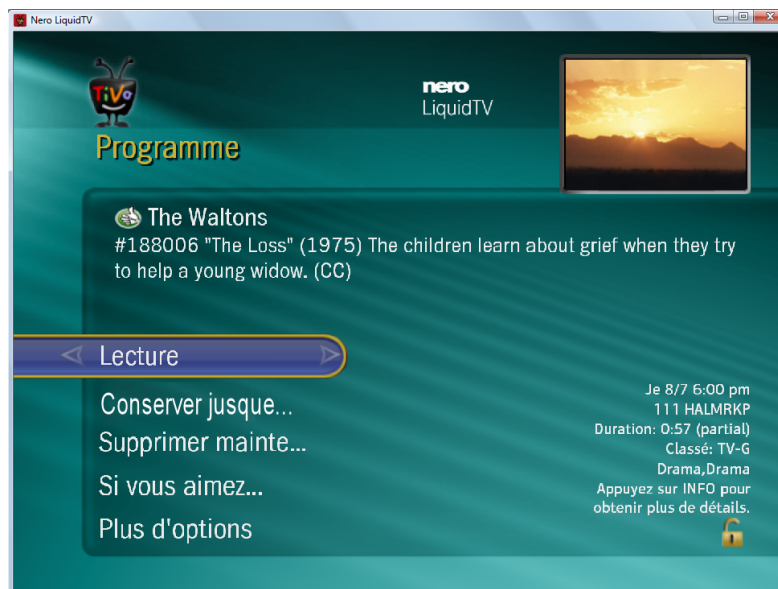 Nero LiquidTV
TiVo
nero
LiquidTV
Programme
The Waltons
#188006 "The Loss" (1975) The children learn about grief when they try
to help a young widow. (CC)
Lecture
Conserver jusque...
Supprimer mainte...
Si vous aimez...
Plus d'options
Je 8/7 6:00 pm
111 HALMRKP
Duration: 0:57 (partial)
Classé: TV-G
Drama,Drama
Appuyez sur INFO pour
obtenir plus de détails.